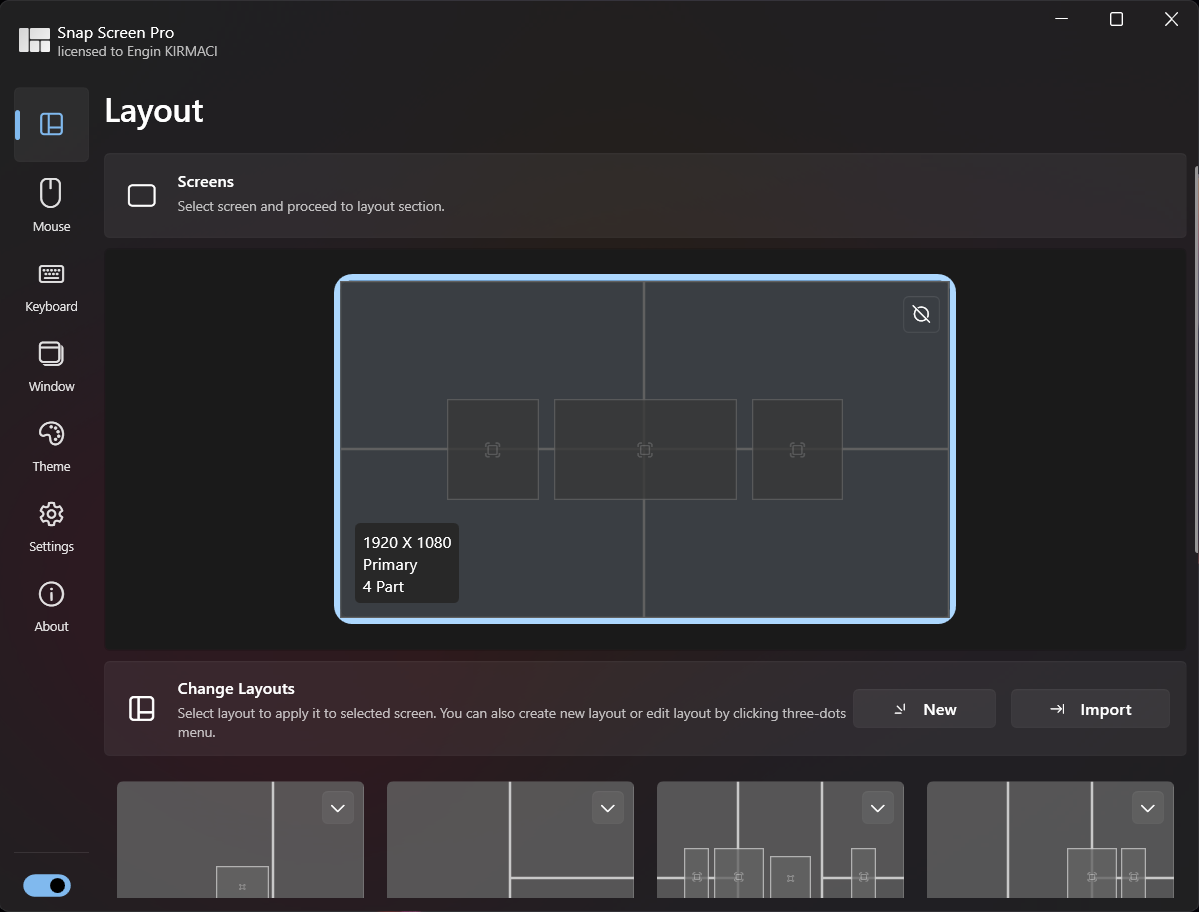 Snap Screen Pro
licensed to Engin KIRMACI
Layout
Screens
Select screen and proceed to layout section.
Mouse
Keyboard
Window
Theme
Settings
About
1920 X 1080
Primary
4 Part
Change Layouts
Select layout to apply it to selected screen. You can also create new layout or edit layout by clicking three-dots
menu.
New
Import